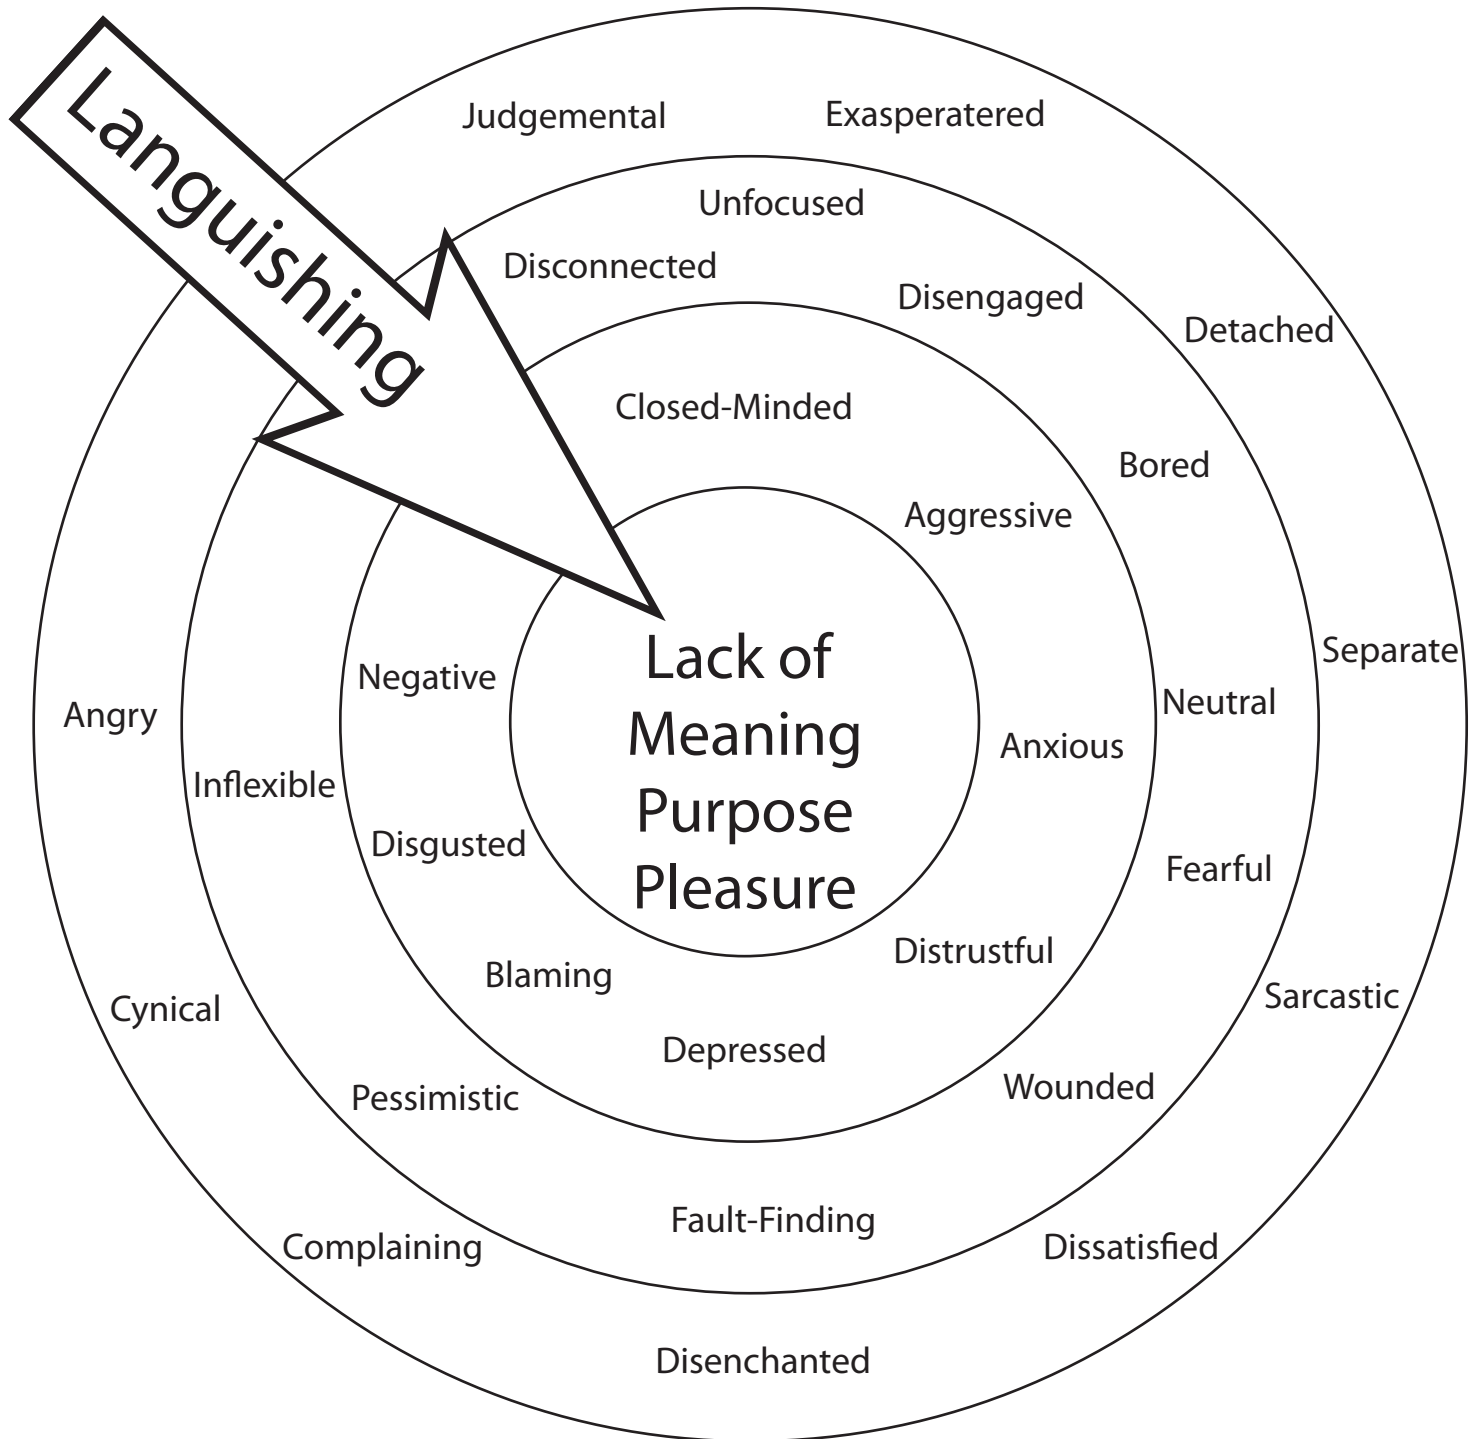 Languishing
Judgemental
Exasperatered
Unfocused
Disconnected
Disengaged
Detached
Closed-Minded
Bored
Aggressive
Separate
Lack of
Meaning
Purpose
Pleasure
Negative
Neutral
Angry
Anxious
Inflexible
Disgusted
Fearful
Distrustful
Blaming
Sarcastic
Cynical
Depressed
Wounded
Pessimistic
Fault-Finding
Complaining
Dissatisfied
Disenchanted